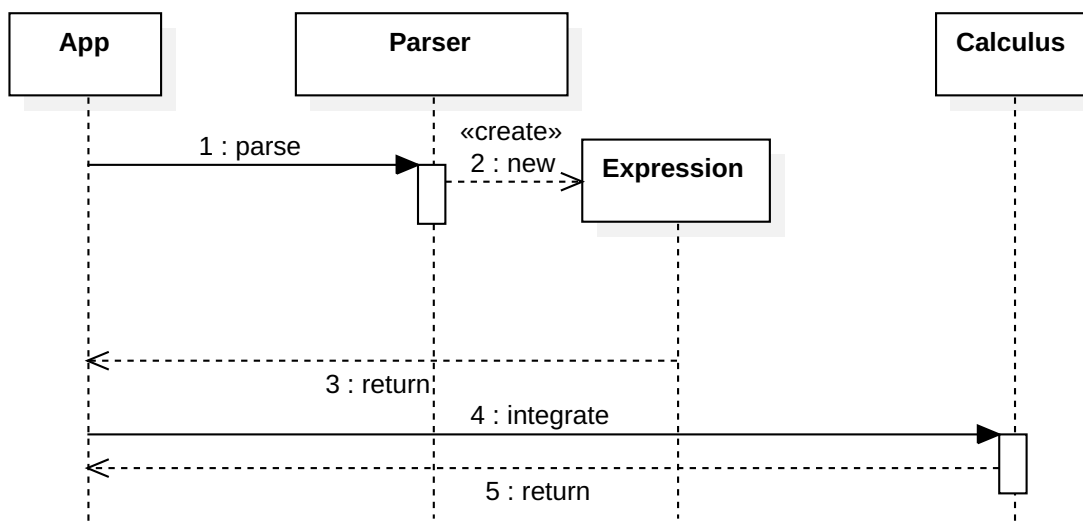 App
Parser
Calculus
«create»
1 : parse
2 : new
Expression
3 : return
4 : integrate
5 : return